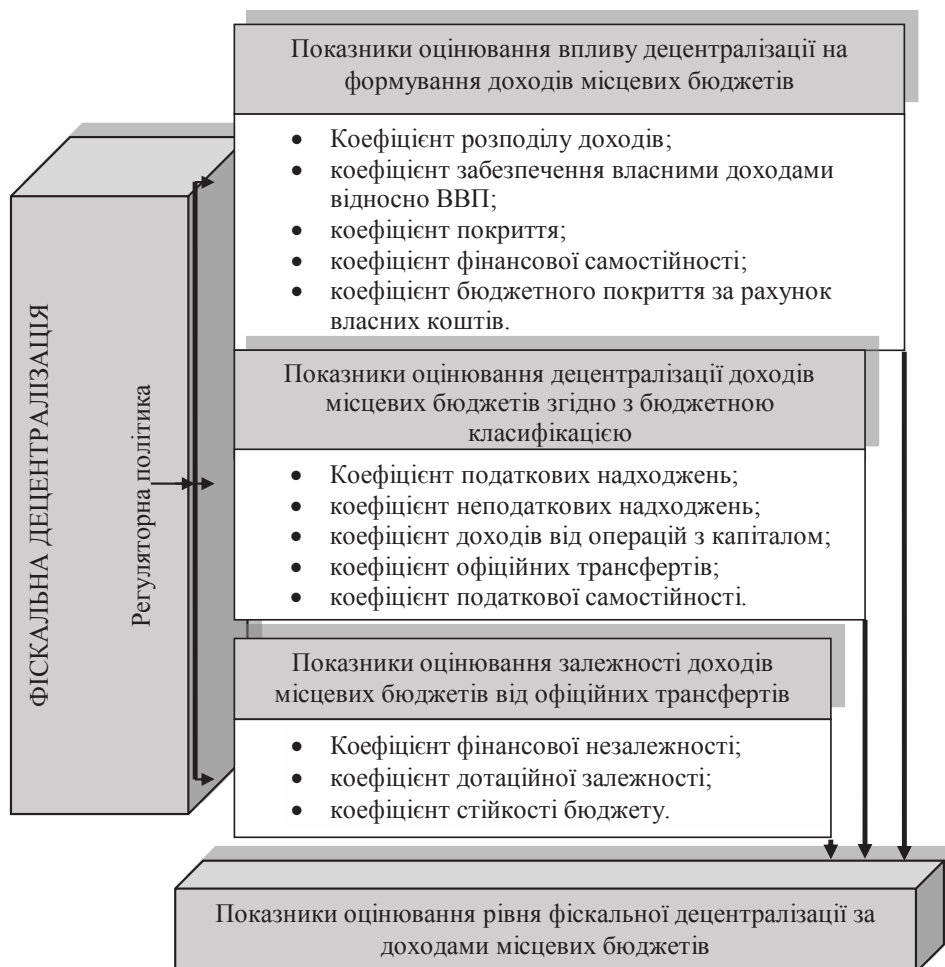 Показники оцінювання впливу децентралізації на
формування доходів місцевих бюджетів
• Коефіцієнт розподілу доходів;
• коефіцієнт забезпечення власними доходами
відносно ВВП;
• коефіцієнт покриття;
• коефіцієнт фінансової самостійності;
• коефіцієнт бюджетного покриття за рахунок
власних коштів.
ФІСКАЛЬНА ДЕЦЕНТРАЛІЗАЦІЯ
Регуляторна політика
Показники оцінювання децентралізації доходів
місцевих бюджетів згідно з бюджетною
класифікацією
• Коефіцієнт податкових надходжень;
• коефіцієнт неподаткових надходжень;
• коефіцієнт доходів від операцій з капіталом;
• коефіцієнт офіційних трансфертів;
• коефіцієнт податкової самостійності.
Показники оцінювання залежності доходів
місцевих бюджетів від офіційних трансфертів
• Коефіцієнт фінансової незалежності;
• коефіцієнт дотаційної залежності;
• коефіцієнт стійкості бюджету.
Показники оцінювання рівня фіскальної децентралізації за
доходами місцевих бюджетів